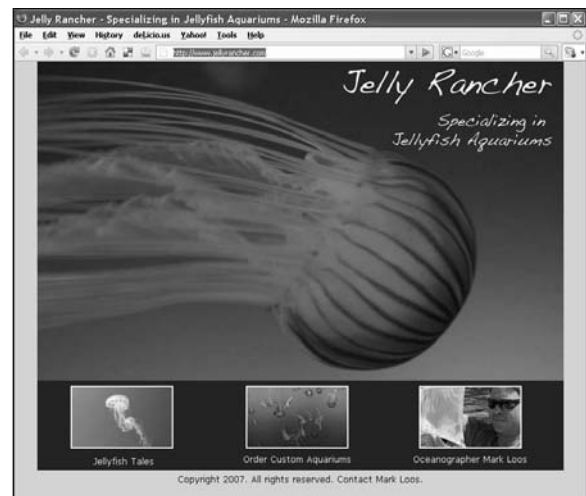 Jelly Rancher - Specializing in Jellyfish Aquariums - Mozilla Firefox
File Edit View History del.icio.us Yahoo! Tools Help
http://www.jellyrancher.com
Google
Jelly Rancher
Specializing in
Jellyfish Aquariums
Jellyfish Tales
Order Custom Aquariums
Oceanographer Mark Loos
Copyright 2007. All rights reserved. Contact Mark Loos.